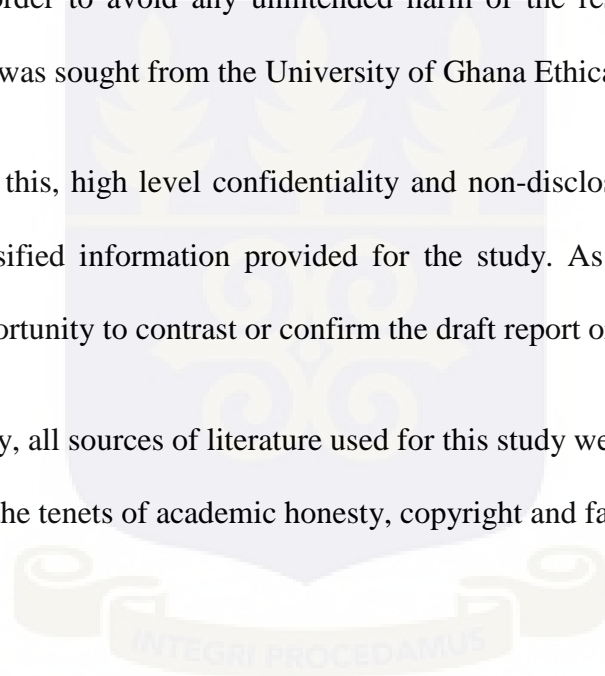 order to avoid any unintended harm of the res
was sought from the University of Ghana Ethica
this, high level confidentiality and non-disclos
sified information provided for the study. As
ortunity to contrast or confirm the draft report o
y, all sources of literature used for this study we
he tenets of academic honesty, copyright and fa
INTEGRI PROCEDAMUS